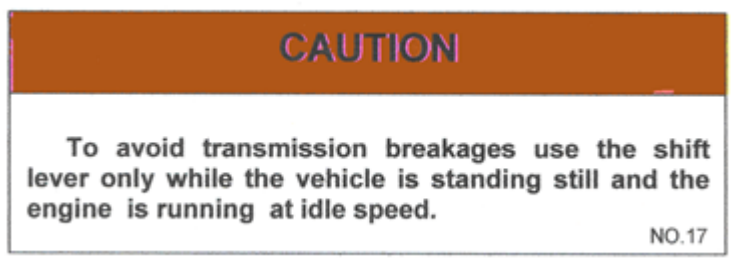 CAUTION
To avoid transmission breakages use the shift
lever only while the vehicle is standing still and the
engine is running at idle speed.
NO.17